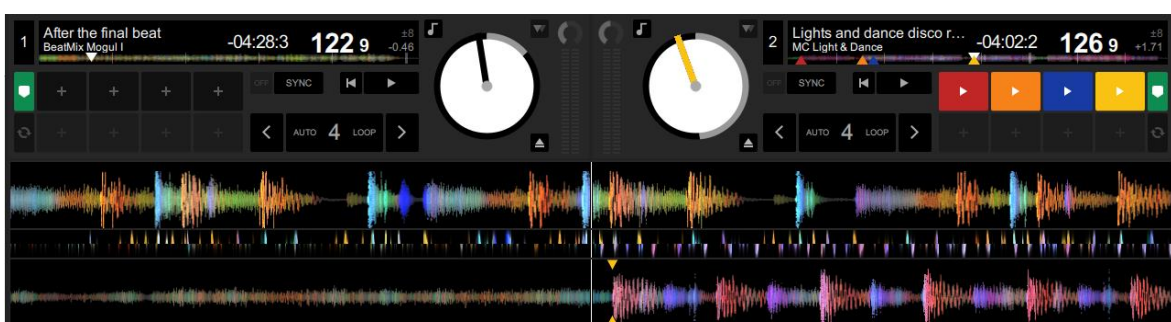 1
After the final beat
BeatMix Mogul I
-04:28:3
122 9
±8
-0.46
OFF
SYNC
AUTO
4
LOOP
2
Lights and dance disco r...
MC Light & Dance
-04:02:2
126 9
±8
+1.71
OFF
SYNC
AUTO
4
LOOP